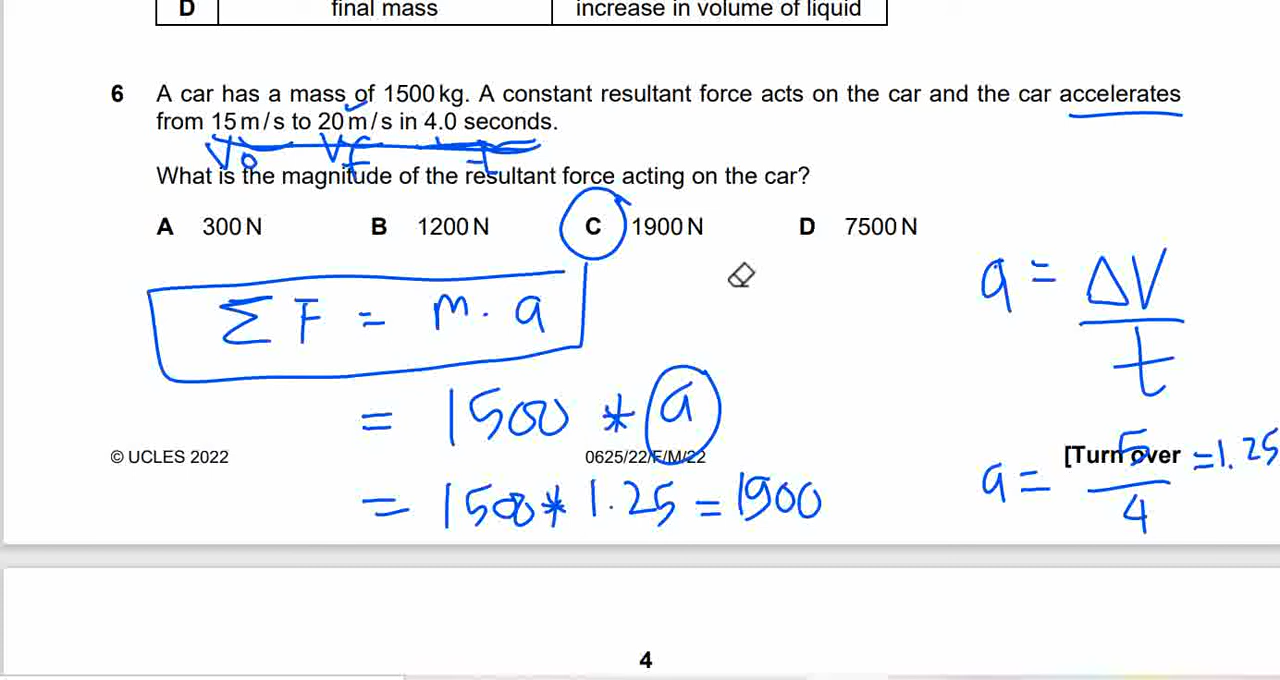 D final mass increase in volume of liquid
6 A car has a mass of 1500 kg. A constant resultant force acts on the car and the car accelerates
from 15 m/s to 20 m/s in 4.0 seconds.
Vo Vf t
What is the magnitude of the resultant force acting on the car?
A 300 N B 1200 N C 1900 N D 7500 N
Σ F = m . a
a = ΔV / t
= 1500 * a
© UCLES 2022 0625/22/F/M/22 [Turn over
= 1500 * 1.25 = 1900
a = 5 / 4 = 1.25
4